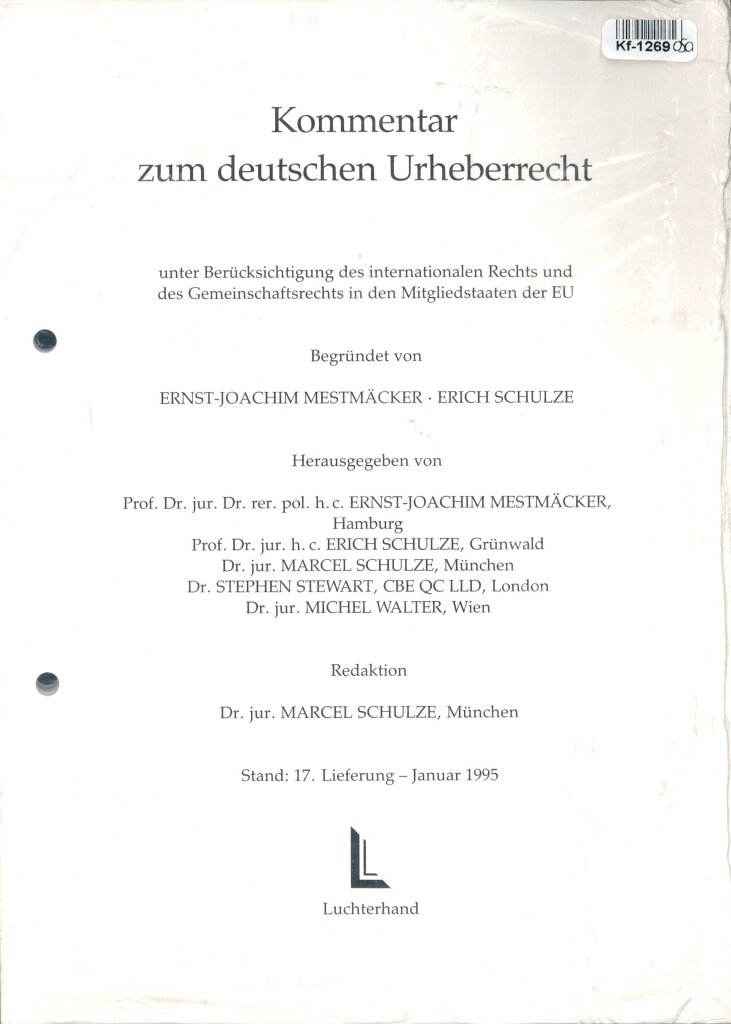 Kf-1269
Kommentar
zum deutschen Urheberrecht
unter Berücksichtigung des internationalen Rechts und
des Gemeinschaftsrechts in den Mitgliedstaaten der EU
Begründet von
ERNST-JOACHIM MESTMÄCKER · ERICH SCHULZE
Herausgegeben von
Prof. Dr. jur. Dr. rer. pol. h. c. ERNST-JOACHIM MESTMÄCKER,
Hamburg
Prof. Dr. jur. h. c. ERICH SCHULZE, Grünwald
Dr. jur. MARCEL SCHULZE, München
Dr. STEPHEN STEWART, CBE QC LLD, London
Dr. jur. MICHEL WALTER, Wien
Redaktion
Dr. jur. MARCEL SCHULZE, München
Stand: 17. Lieferung – Januar 1995
Luchterhand